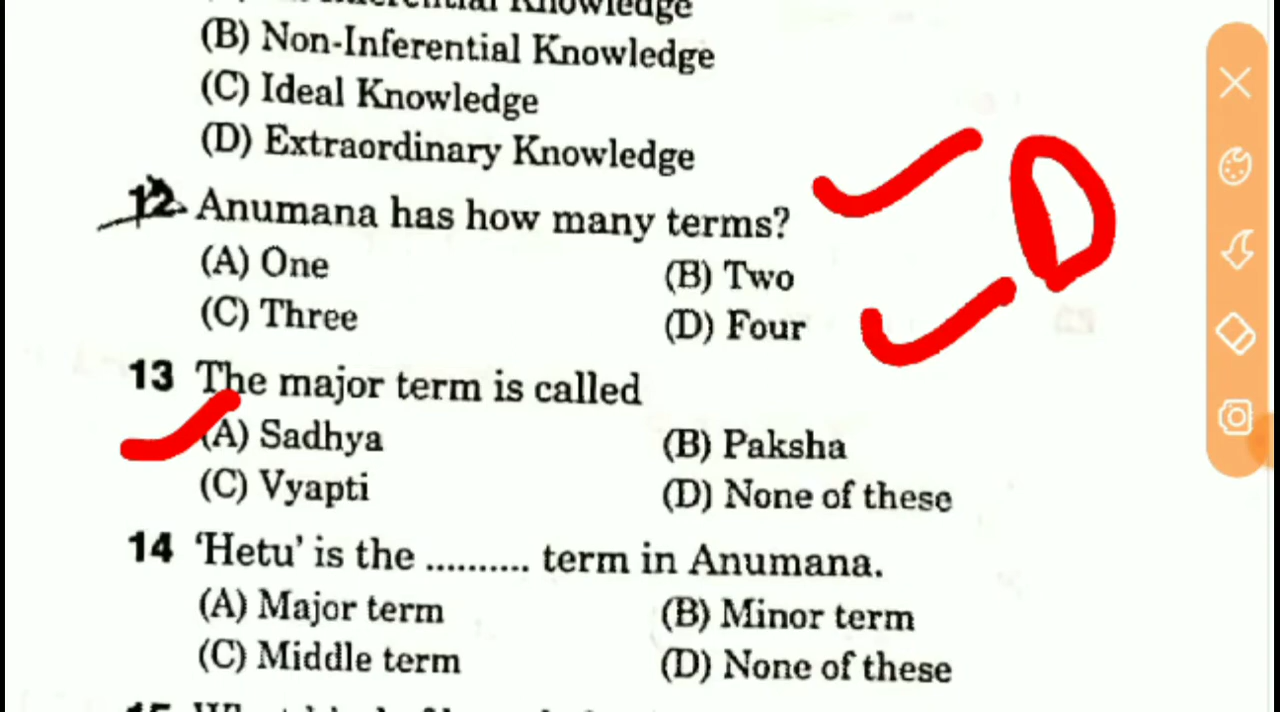 Knowledge
(B) Non-Inferential Knowledge
(C) Ideal Knowledge
(D) Extraordinary Knowledge
12 Anumana has how many terms?
(A) One (B) Two
(C) Three (D) Four
D
13 The major term is called
(A) Sadhya (B) Paksha
(C) Vyapti (D) None of these
14 'Hetu' is the .......... term in Anumana.
(A) Major term (B) Minor term
(C) Middle term (D) None of these